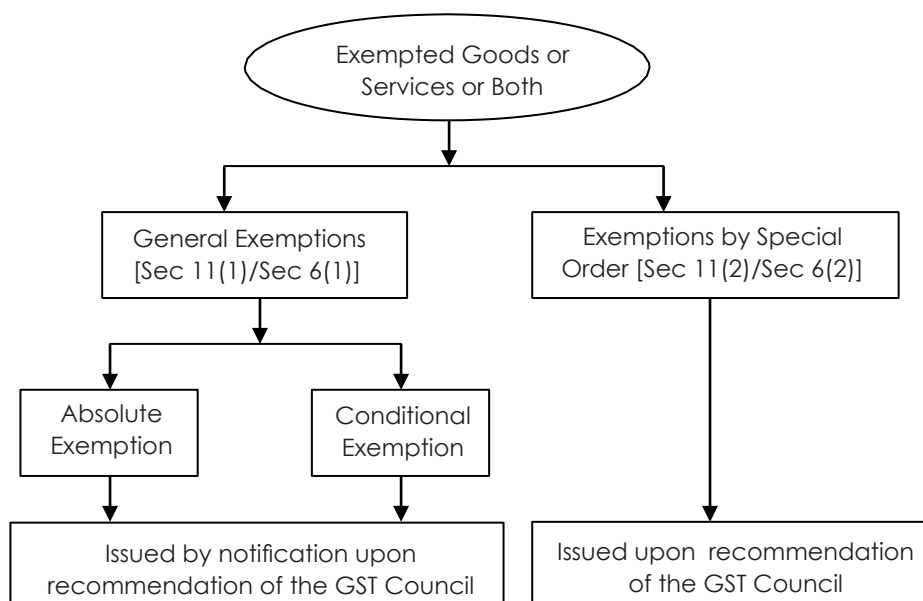 Exempted Goods or
Services or Both
General Exemptions
[Sec 11(1)/Sec 6(1)]
Exemptions by Special
Order [Sec 11(2)/Sec 6(2)]
Absolute
Exemption
Conditional
Exemption
Issued by notification upon
recommendation of the GST Council
Issued upon recommendation
of the GST Council